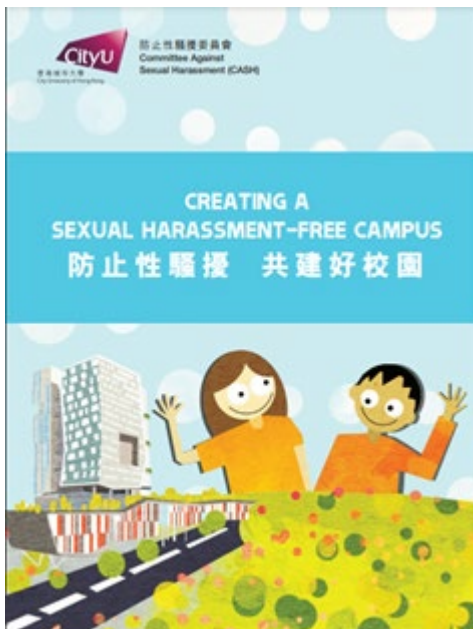 CityU
香港城市大學
City University of Hong Kong
防止性騷擾委員會
Committee Against
Sexual Harassment (CASH)
CREATING A
SEXUAL HARASSMENT-FREE CAMPUS
防止性騷擾 共建好校園